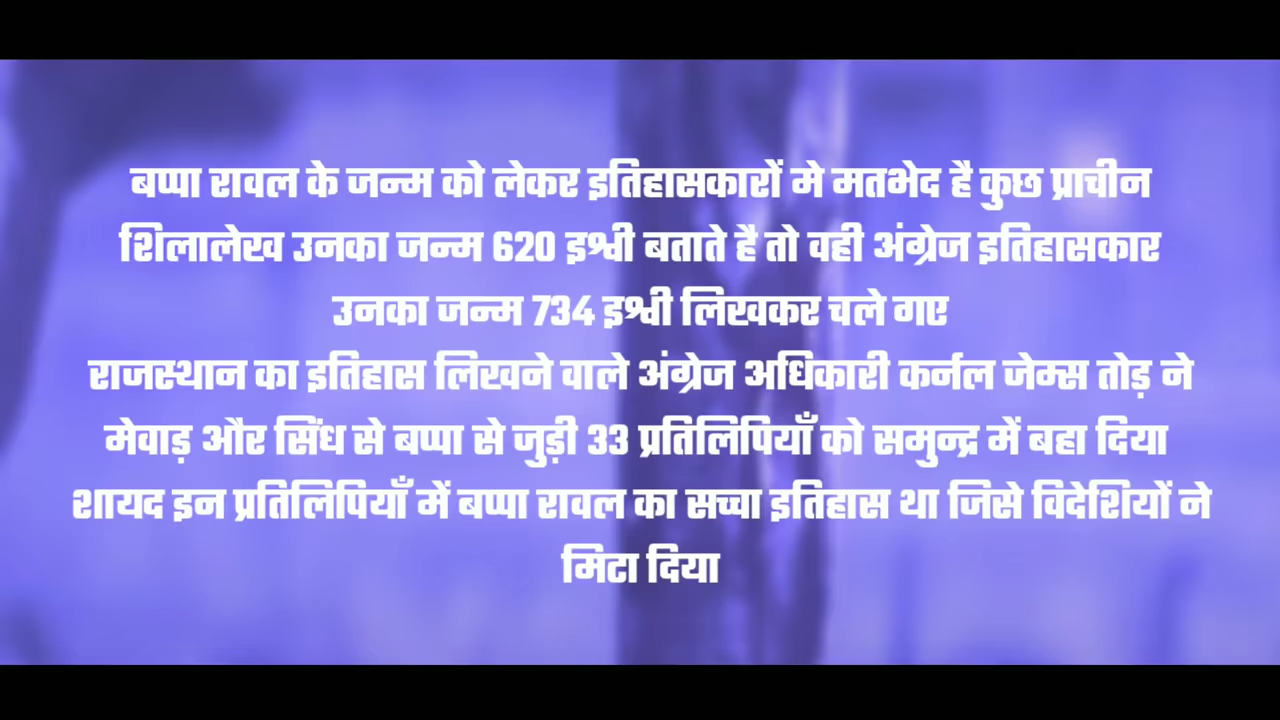 बप्पा रावल के जन्म को लेकर इतिहासकारों मे मतभेद है कुछ प्राचीन
शिलालेख उनका जन्म 620 इश्वी बताते है तो वही अंग्रेज इतिहासकार
उनका जन्म 734 इश्वी लिखकर चले गए
राजस्थान का इतिहास लिखने वाले अंग्रेज अधिकारी कर्नल जेम्स तोड़ ने
मेवाड़ और सिंध से बप्पा से जुड़ी 33 प्रतिलिपियाँ को समुन्द्र में बहा दिया
शायद इन प्रतिलिपियाँ में बप्पा रावल का सच्चा इतिहास था जिसे विदेशियों ने
मिटा दिया